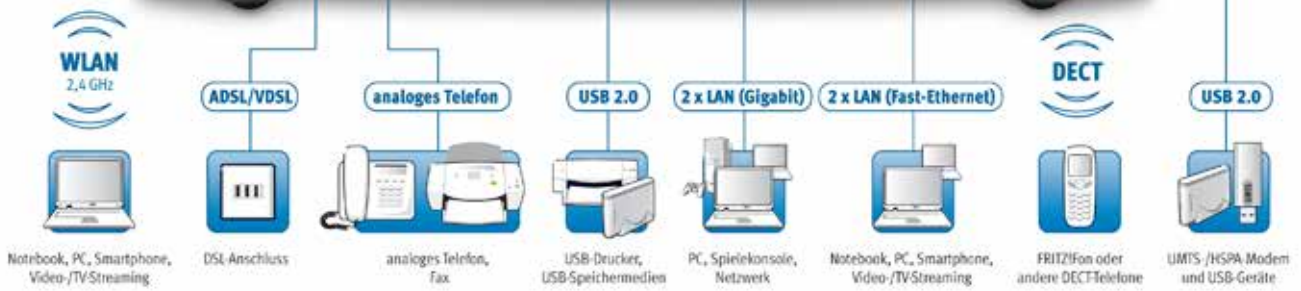 WLAN
2,4 GHz
ADSL/VDSL
analoges Telefon
USB 2.0
2 x LAN (Gigabit)
2 x LAN (Fast-Ethernet)
DECT
USB 2.0
Notebook, PC, Smartphone,
Video-/TV-Streaming
DSL-Anschluss
analoges Telefon,
Fax
USB-Drucker,
USB-Speichermedien
PC, Spielekonsole,
Netzwerk
Notebook, PC, Smartphone,
Video-/TV-Streaming
FRITZ!Fon oder
andere DECT-Telefone
UMTS-/HSPA-Modem
und USB-Geräte